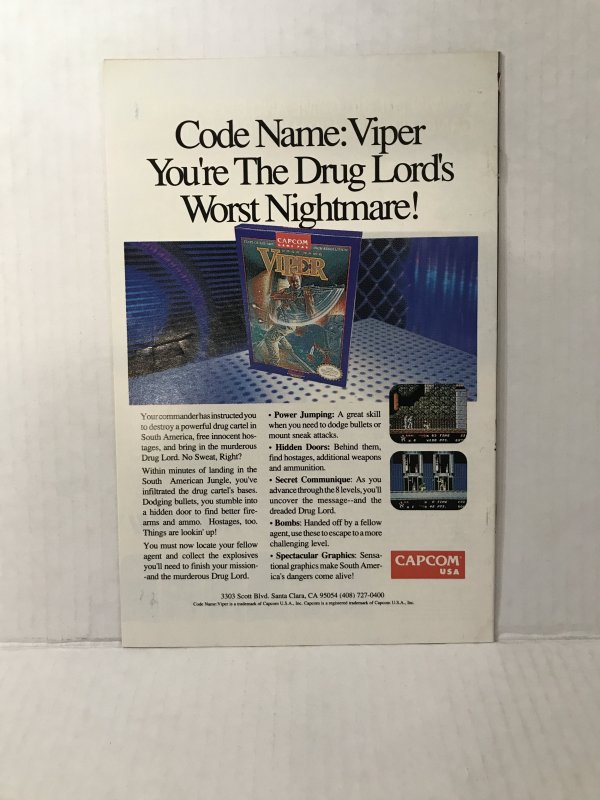 Code Name: Viper
You're The Drug Lord's
Worst Nightmare!
CAPCOM
VIPER
Your commander has instructed you
to destroy a powerful drug cartel in
South America, free innocent hos-
tages, and bring in the murderous
Drug Lord. No Sweat, Right?
Within minutes of landing in the
South American Jungle, you've
infiltrated the drug cartel's bases.
Dodging bullets, you stumble into
a hidden door to find better fire-
arms and ammo. Hostages, too.
Things are lookin' up!
You must now locate your fellow
agent and collect the explosives
you'll need to finish your mission-
-and the murderous Drug Lord.
• Power Jumping: A great skill
when you need to dodge bullets or
mount sneak attacks.
• Hidden Doors: Behind them,
find hostages, additional weapons
and ammunition.
• Secret Communique: As you
advance through the 8 levels, you'll
uncover the message--and the
dreaded Drug Lord.
• Bombs: Handed off by a fellow
agent, use these to escape to a more
challenging level.
• Spectacular Graphics: Sensa-
tional graphics make South Amer-
ica's dangers come alive!
CAPCOM
USA
3303 Scott Blvd. Santa Clara, CA 95054 (408) 727-0400
Code Name: Viper is a trademark of Capcom U.S.A., Inc. Capcom is a registered trademark of Capcom U.S.A., Inc.